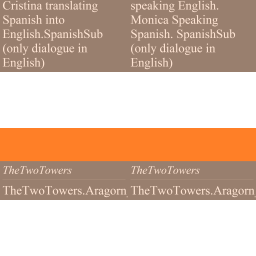 Cristina translating
Spanish into
English.SpanishSub
(only dialogue in
English)
speaking English.
Monica Speaking
Spanish. SpanishSub
(only dialogue in
English)
TheTwoTowers
TheTwoTowers
TheTwoTowers.Aragorn
TheTwoTowers.Aragorn